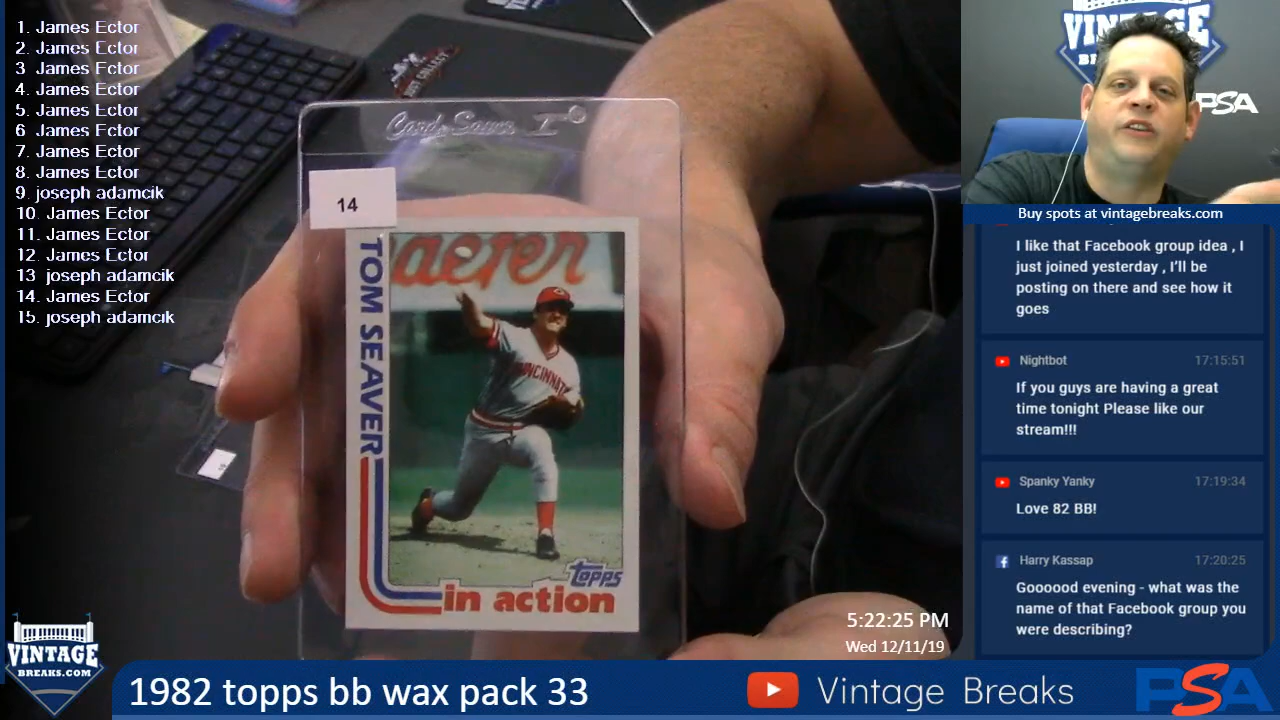 1. James Ector
2. James Ector
3  James Ector
4. James Ector
5  James Ector
6  James Ector
7. James Ector
8. James Ector
9. joseph adamcik
10. James Ector
11. James Ector
12. James Ector
13  joseph adamcik
14. James Ector
15. joseph adamcik
Card Saver I
14
TOM SEAVER
CINCINNATI
topps
in action
VINTAGE
PSA
Buy spots at vintagebreaks.com
I like that Facebook group idea , I
just joined yesterday , I'll be
posting on there and see how it
goes
Nightbot 17:15:51
If you guys are having a great
time tonight Please like our
stream!!!
Spanky Yanky 17:19:34
Love 82 BB!
Harry Kassap 17:20:25
Goooood evening - what was the
name of that Facebook group you
were describing?
5:22:25 PM
Wed 12/11/19
VINTAGE
BREAKS.COM
1982 topps bb wax pack 33
Vintage Breaks
PSA